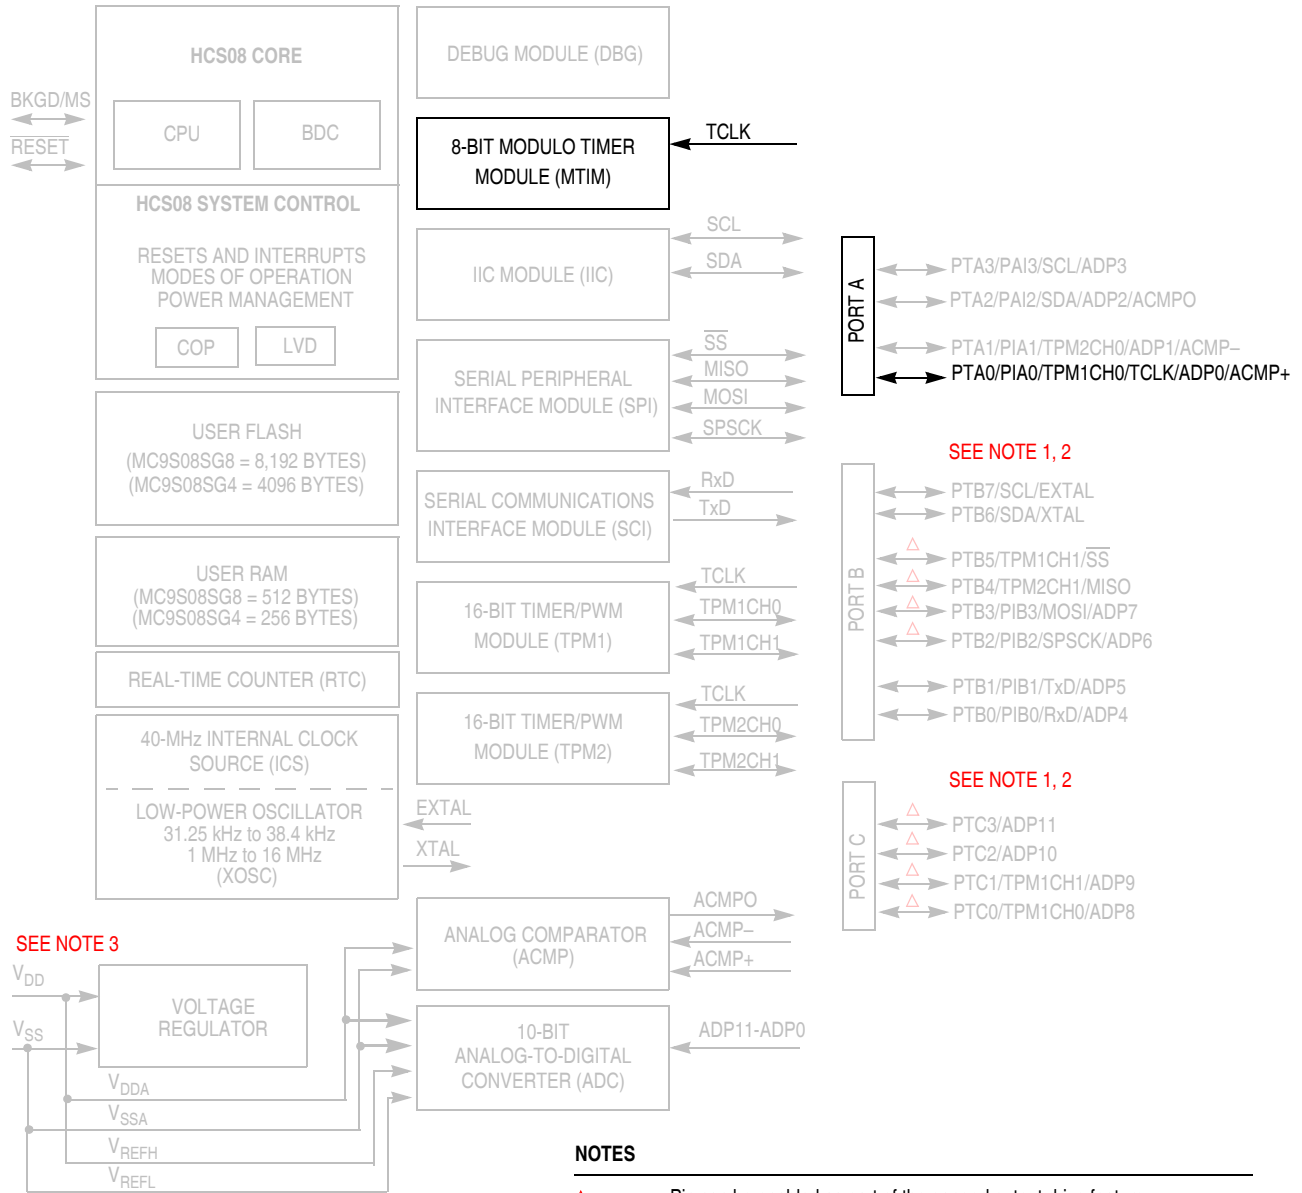 HCS08 CORE
BKGD/MS
RESET
CPU
BDC
HCS08 SYSTEM CONTROL
RESETS AND INTERRUPTS
MODES OF OPERATION
POWER MANAGEMENT
COP
LVD
USER FLASH
(MC9S08SG8 = 8,192 BYTES)
(MC9S08SG4 = 4096 BYTES)
USER RAM
(MC9S08SG8 = 512 BYTES)
(MC9S08SG4 = 256 BYTES)
REAL-TIME COUNTER (RTC)
40-MHz INTERNAL CLOCK
SOURCE (ICS)
LOW-POWER OSCILLATOR
31.25 kHz to 38.4 kHz
1 MHz to 16 MHz
(XOSC)
EXTAL
XTAL
SEE NOTE 3
VDD
VSS
VOLTAGE
REGULATOR
VDDA
VSSA
VREFH
VREFL
DEBUG MODULE (DBG)
8-BIT MODULO TIMER
MODULE (MTIM)
TCLK
IIC MODULE (IIC)
SCL
SDA
SERIAL PERIPHERAL
INTERFACE MODULE (SPI)
SS
MISO
MOSI
SPSCK
SERIAL COMMUNICATIONS
INTERFACE MODULE (SCI)
RxD
TxD
16-BIT TIMER/PWM
MODULE (TPM1)
TCLK
TPM1CH0
TPM1CH1
16-BIT TIMER/PWM
MODULE (TPM2)
TCLK
TPM2CH0
TPM2CH1
ANALOG COMPARATOR
(ACMP)
ACMPO
ACMP–
ACMP+
10-BIT
ANALOG-TO-DIGITAL
CONVERTER (ADC)
ADP11-ADP0
PORT A
PTA3/PAI3/SCL/ADP3
PTA2/PAI2/SDA/ADP2/ACMPO
PTA1/PIA1/TPM2CH0/ADP1/ACMP–
PTA0/PIA0/TPM1CH0/TCLK/ADP0/ACMP+
SEE NOTE 1, 2
PORT B
PTB7/SCL/EXTAL
PTB6/SDA/XTAL
PTB5/TPM1CH1/SS
PTB4/TPM2CH1/MISO
PTB3/PIB3/MOSI/ADP7
PTB2/PIB2/SPSCK/ADP6
PTB1/PIB1/TxD/ADP5
PTB0/PIB0/RxD/ADP4
SEE NOTE 1, 2
PORT C
PTC3/ADP11
PTC2/ADP10
PTC1/TPM1CH1/ADP9
PTC0/TPM1CH0/ADP8
NOTES